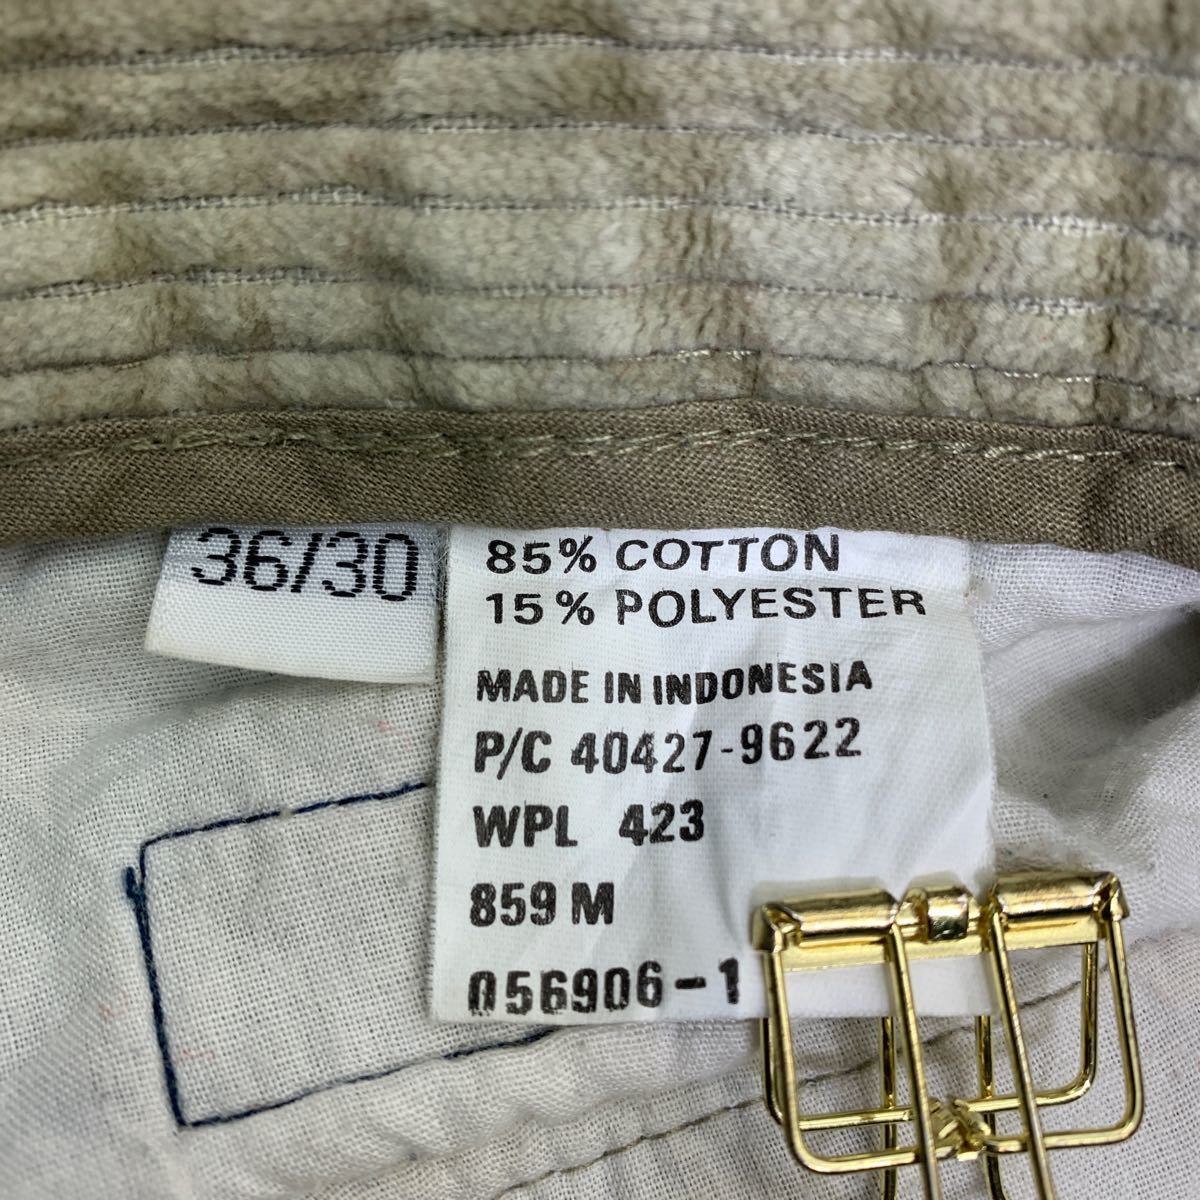 36/30
85% COTTON
15% POLYESTER
MADE IN INDONESIA
P/C 40427-9622
WPL 423
859 M
056906-1